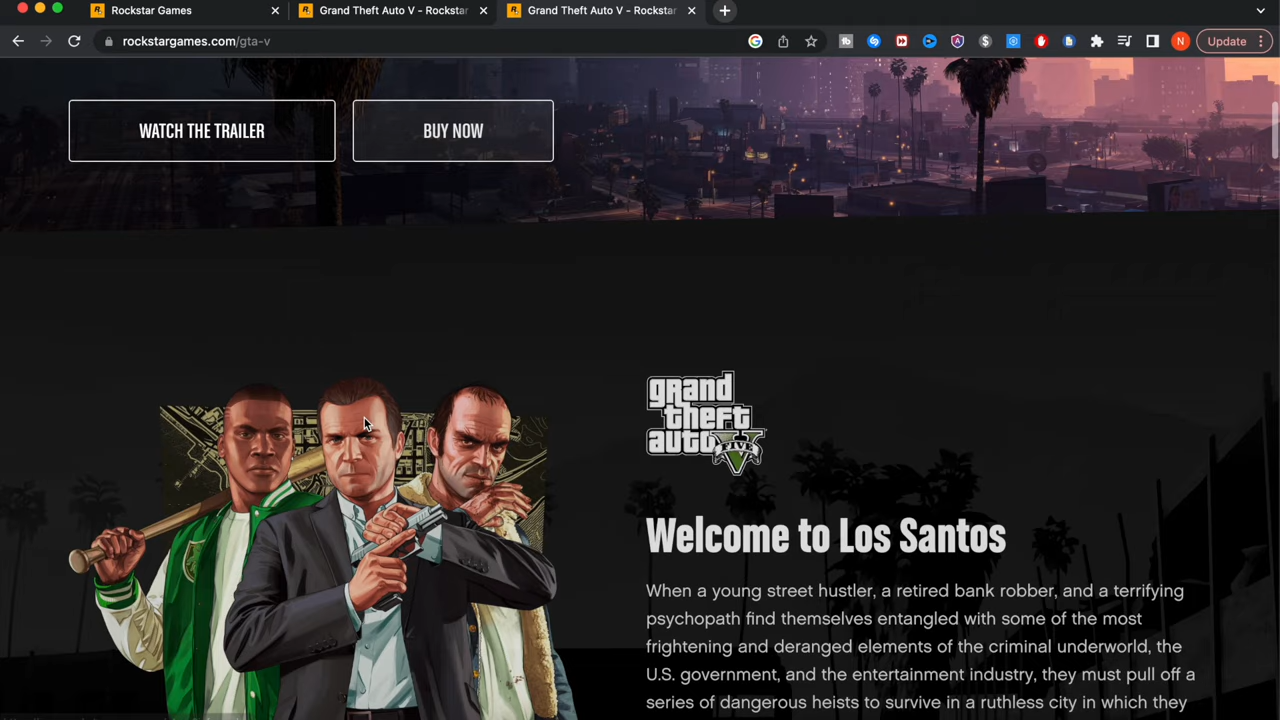 Rockstar Games
Grand Theft Auto V - Rockstar
Grand Theft Auto V - Rockstar
rockstargames.com/gta-v
N
Update
WATCH THE TRAILER
BUY NOW
grand
theft
auto
FIVE
Welcome to Los Santos
When a young street hustler, a retired bank robber, and a terrifying
psychopath find themselves entangled with some of the most
frightening and deranged elements of the criminal underworld, the
U.S. government, and the entertainment industry, they must pull off a
series of dangerous heists to survive in a ruthless city in which they